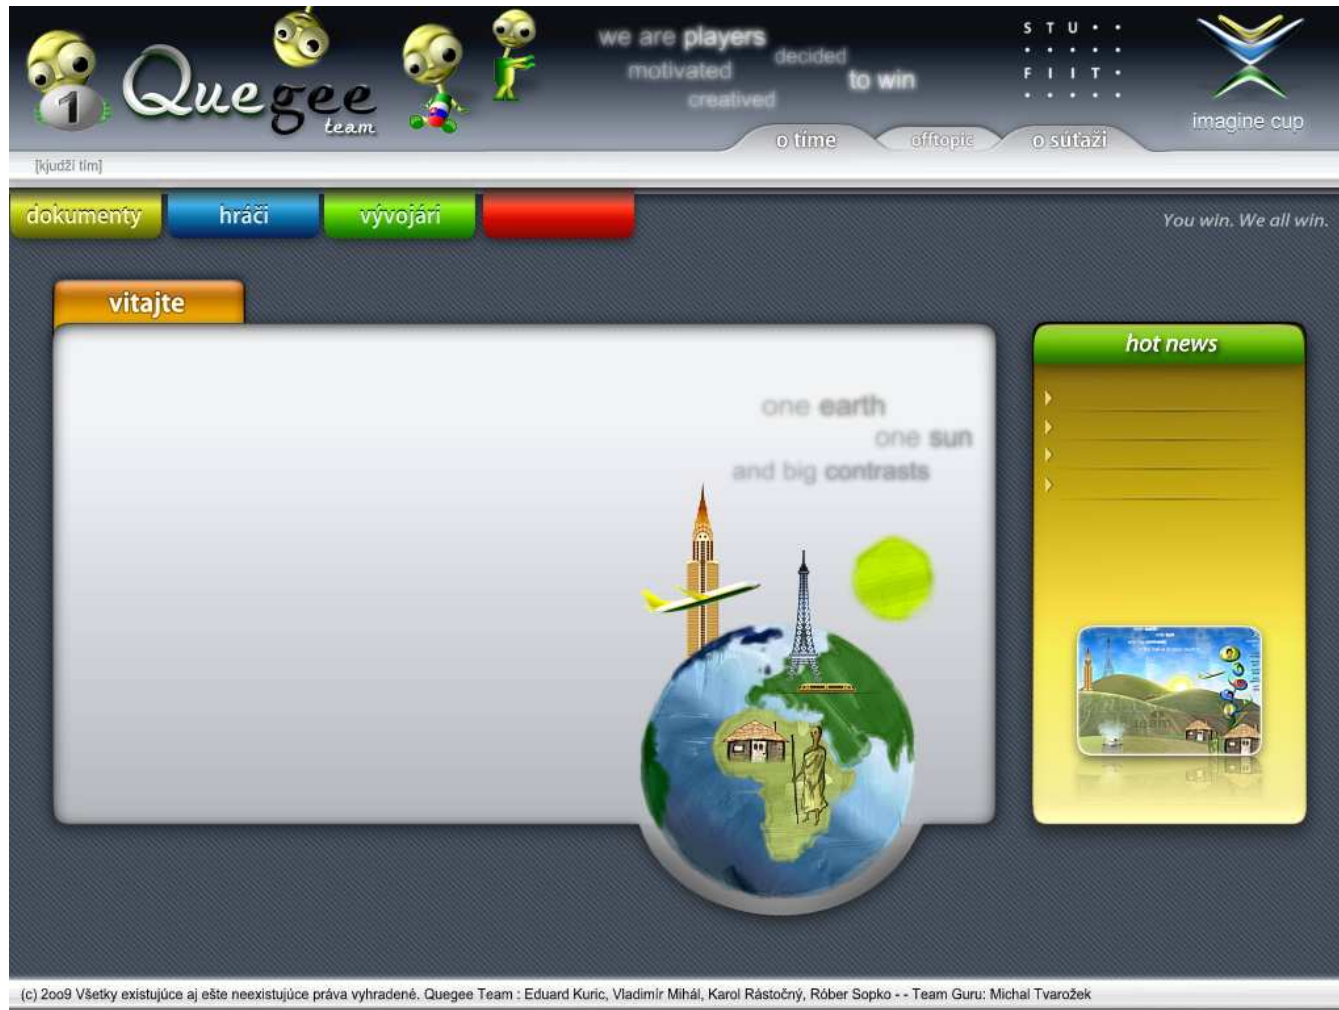 1
Quegee
team
we are players
decided
motivated
to win
creatived
S T U
F I I T
imagine cup
o tíme
offtopic
o súťaži
[kjudží tím]
dokumenty
hráči
vývojári
You win. We all win.
vitajte
hot news
one earth
one sun
and big contrasts
(c) 2oo9 Všetky existujúce aj ešte neexistujúce práva vyhradené. Quegee Team : Eduard Kuric, Vladimír Mihál, Karol Rástočný, Róber Sopko - - Team Guru: Michal Tvarožek